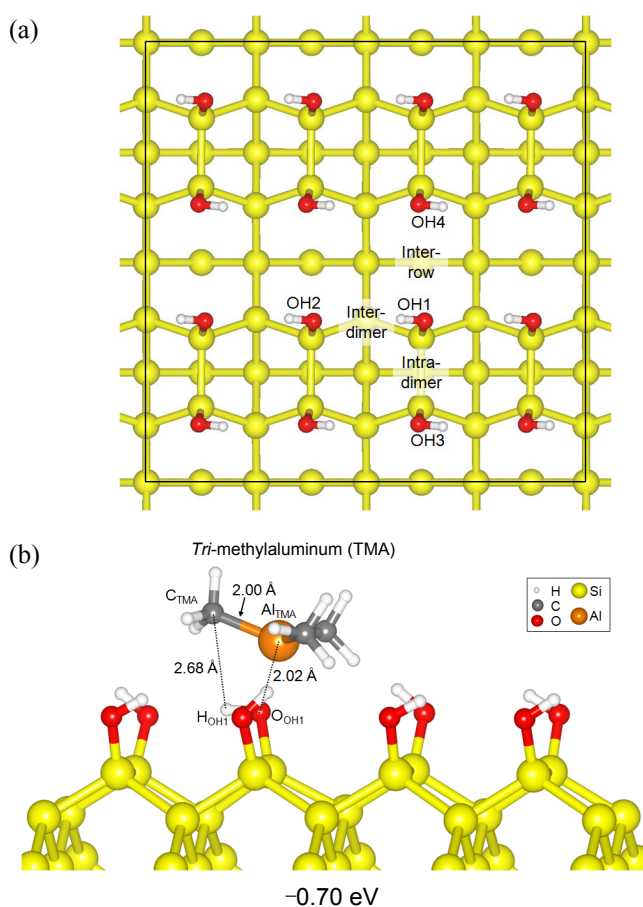 (a)
OH4
Inter-
row
OH2
Inter-
dimer
OH1
Intra-
dimer
OH3
(b)
Tri-methylaluminum (TMA)
C_TMA
2.00 Å
Al_TMA
H
C
O
Si
Al
2.68 Å
2.02 Å
H_OH1
O_OH1
−0.70 eV